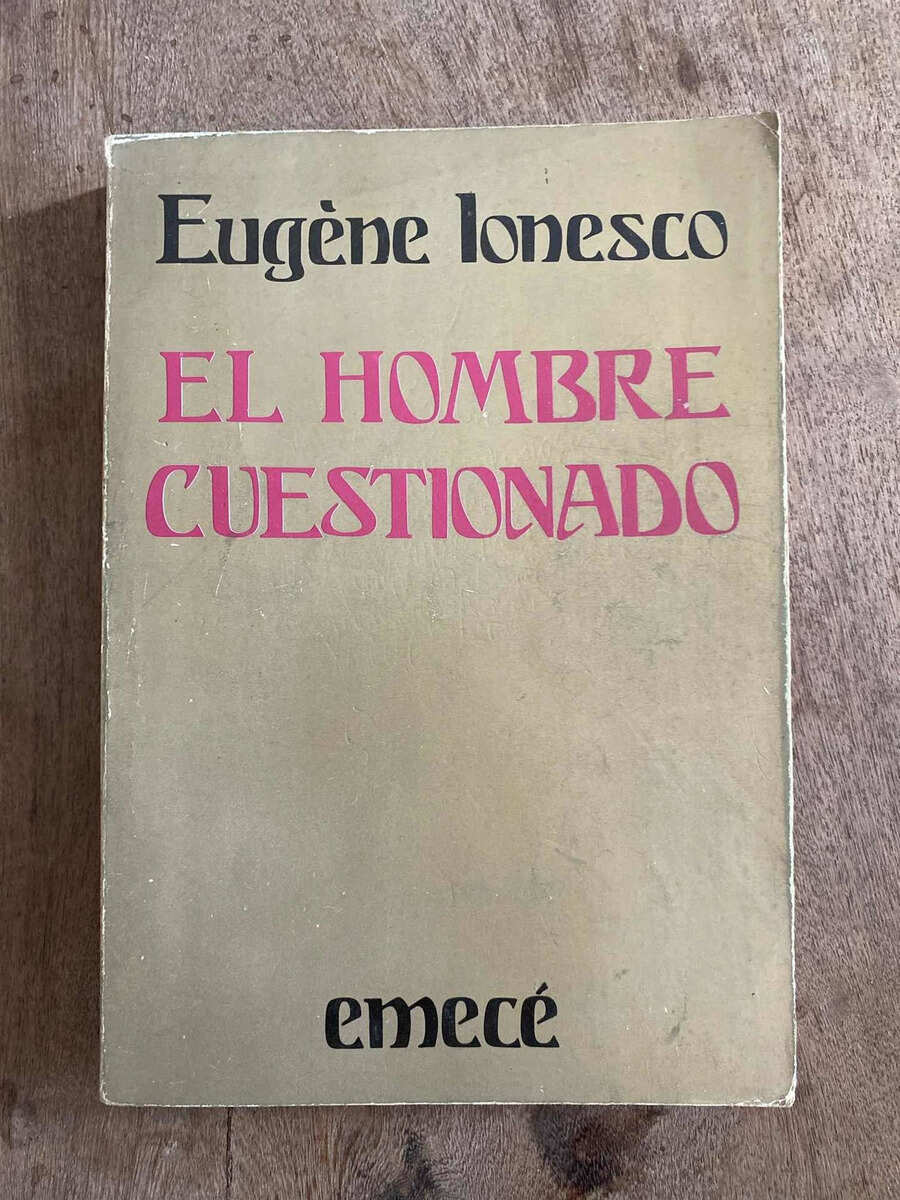 Eugène Ionesco
EL HOMBRE
CUESTIONADO
emecé